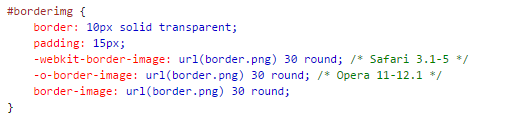 #borderimg {
    border: 10px solid transparent;
    padding: 15px;
    -webkit-border-image: url(border.png) 30 round; /* Safari 3.1-5 */
    -o-border-image: url(border.png) 30 round; /* Opera 11-12.1 */
    border-image: url(border.png) 30 round;
}